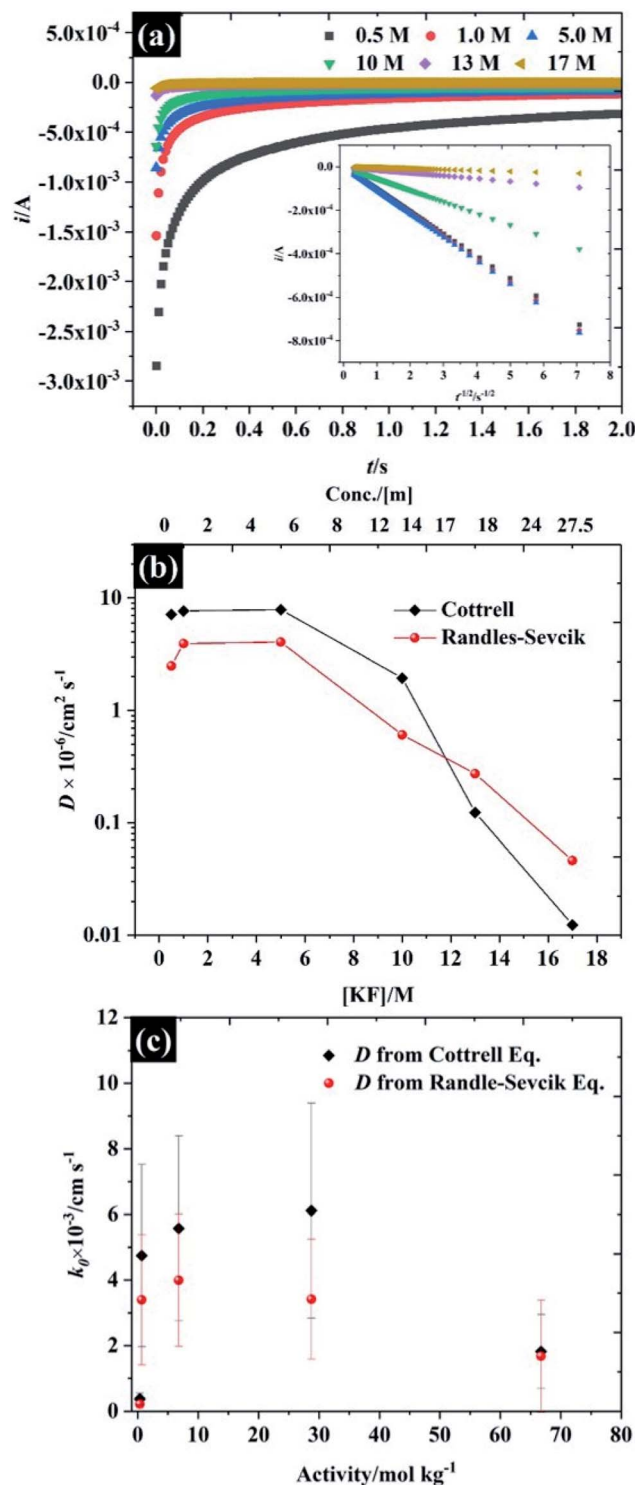 (a)
5.0x10⁻⁴
0.5 M 1.0 M 5.0 M
10 M 13 M 17 M
0.0
-5.0x10⁻⁴
-1.0x10⁻³
-1.5x10⁻³
-2.0x10⁻³
-2.5x10⁻³
-3.0x10⁻³
i/A
0.0
-2.0x10⁻⁴
-4.0x10⁻⁴
-6.0x10⁻⁴
-8.0x10⁻⁴
i/A
0 1 2 3 4 5 6 7 8
t⁻¹/²/s⁻¹/²
0.0 0.2 0.4 0.6 0.8 1.0 1.2 1.4 1.6 1.8 2.0
t/s
Conc./[m]
0 2 4 6 8 12 14 17 18 24 27.5
(b)
Cottrell
Randles-Sevcik
10
1
0.1
0.01
D × 10⁻⁶/cm² s⁻¹
0 2 4 6 8 10 12 14 16 18
[KF]/M
(c)
D from Cottrell Eq.
D from Randle-Sevcik Eq.
12
10
8
6
4
2
0
k₀×10⁻³/cm s⁻¹
0 10 20 30 40 50 60 70 80
Activity/mol kg⁻¹